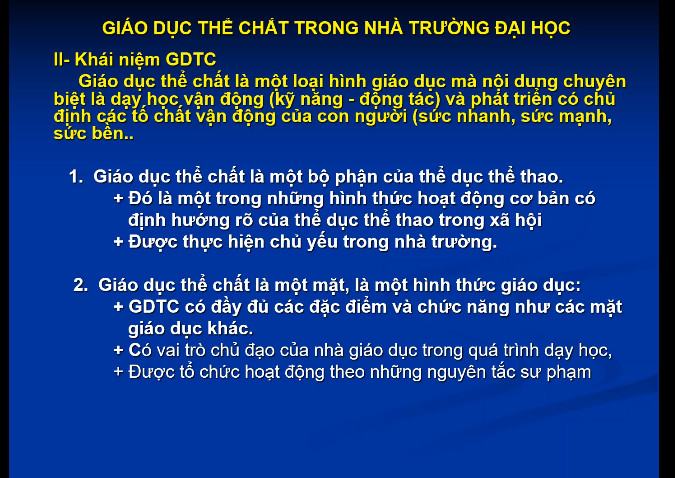 GIÁO DỤC THỂ CHẤT TRONG NHÀ TRƯỜNG ĐẠI HỌC
II- Khái niệm GDTC
Giáo dục thể chất là một loại hình giáo dục mà nội dung chuyên
biệt là dạy học vận động (kỹ năng - động tác) và phát triển có chủ
định các tố chất vận động của con người (sức nhanh, sức mạnh,
sức bền..
1. Giáo dục thể chất là một bộ phận của thể dục thể thao.
+ Đó là một trong những hình thức hoạt động cơ bản có
định hướng rõ của thể dục thể thao trong xã hội
+ Được thực hiện chủ yếu trong nhà trường.
2. Giáo dục thể chất là một mặt, là một hình thức giáo dục:
+ GDTC có đầy đủ các đặc điểm và chức năng như các mặt
giáo dục khác.
+ Có vai trò chủ đạo của nhà giáo dục trong quá trình dạy học,
+ Được tổ chức hoạt động theo những nguyên tắc sư phạm